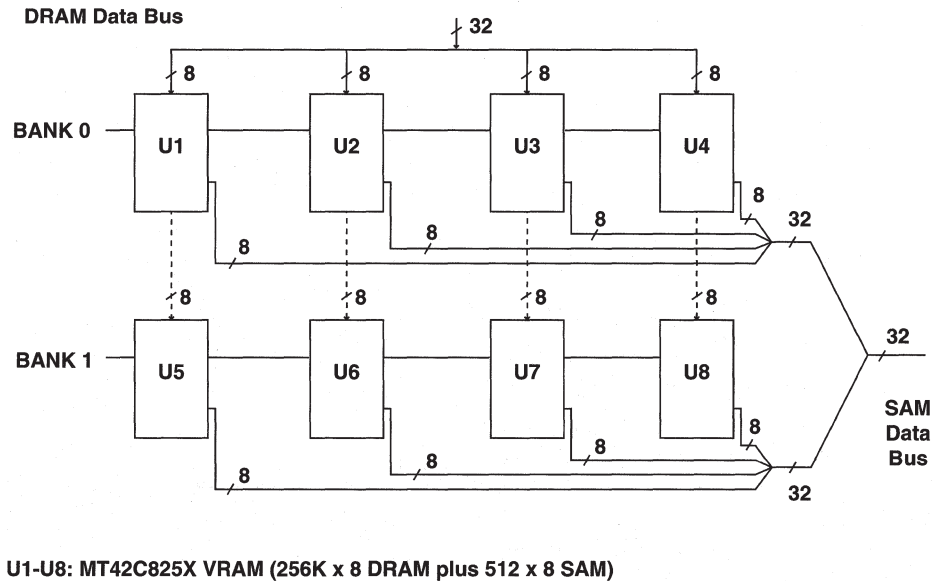 DRAM Data Bus
32
8 8 8 8
BANK 0 U1 U2 U3 U4
8
8 8 8 32
8 8 8 8
BANK 1 U5 U6 U7 U8
32
SAM
Data
Bus
8
8 8 8
32
U1-U8: MT42C825X VRAM (256K x 8 DRAM plus 512 x 8 SAM)